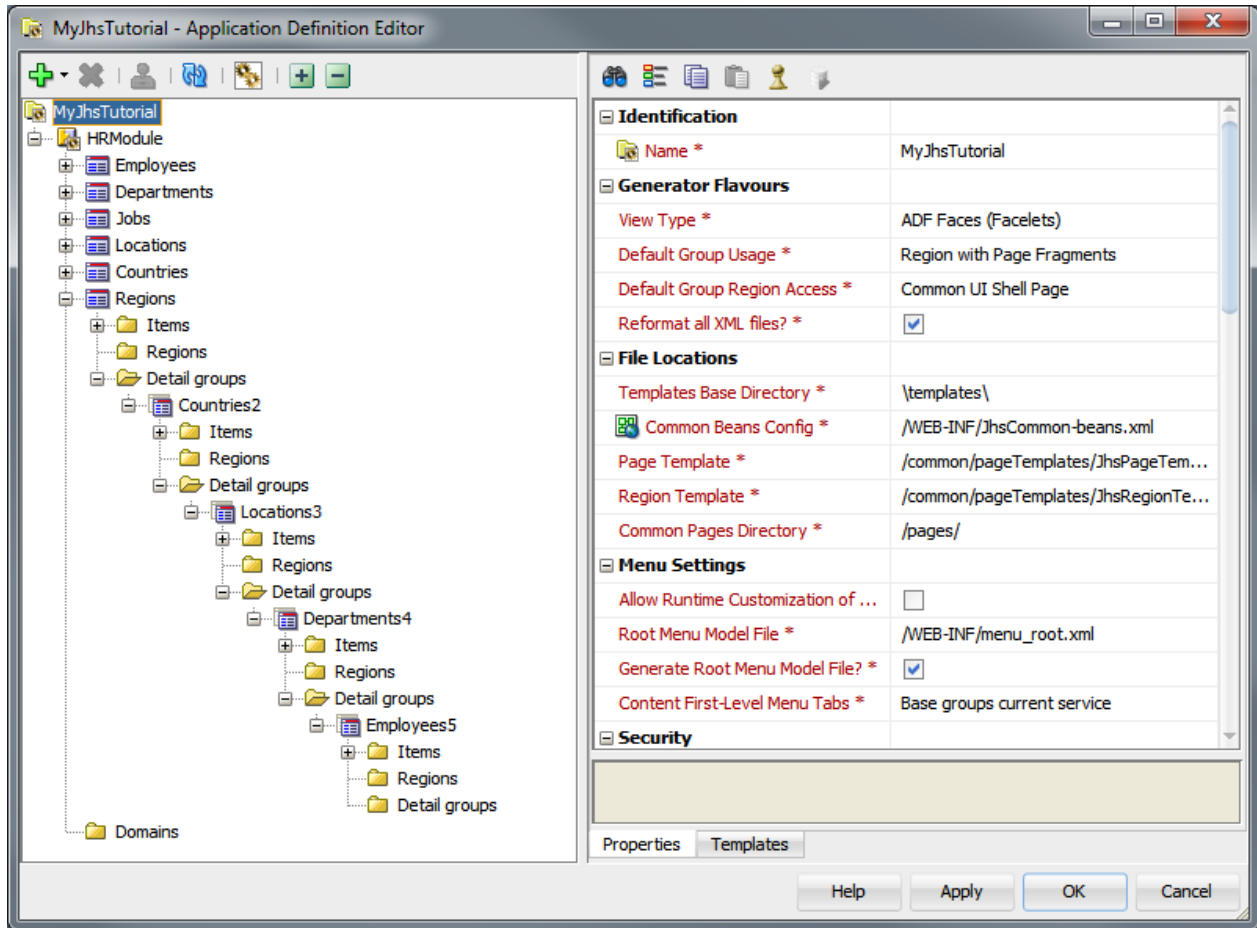 MyJhsTutorial - Application Definition Editor
MyJhsTutorial
HRModule
Employees
Departments
Jobs
Locations
Countries
Regions
Items
Regions
Detail groups
Countries2
Items
Regions
Detail groups
Locations3
Items
Regions
Detail groups
Departments4
Items
Regions
Detail groups
Employees5
Items
Regions
Detail groups
Domains
Identification
Name * MyJhsTutorial
Generator Flavours
View Type * ADF Faces (Facelets)
Default Group Usage * Region with Page Fragments
Default Group Region Access * Common UI Shell Page
Reformat all XML files? *
File Locations
Templates Base Directory * \templates\
Common Beans Config * /WEB-INF/JhsCommon-beans.xml
Page Template * /common/pageTemplates/JhsPageTem...
Region Template * /common/pageTemplates/JhsRegionTe...
Common Pages Directory * /pages/
Menu Settings
Allow Runtime Customization of ...
Root Menu Model File * /WEB-INF/menu_root.xml
Generate Root Menu Model File? *
Content First-Level Menu Tabs * Base groups current service
Security
Properties Templates
Help Apply OK Cancel